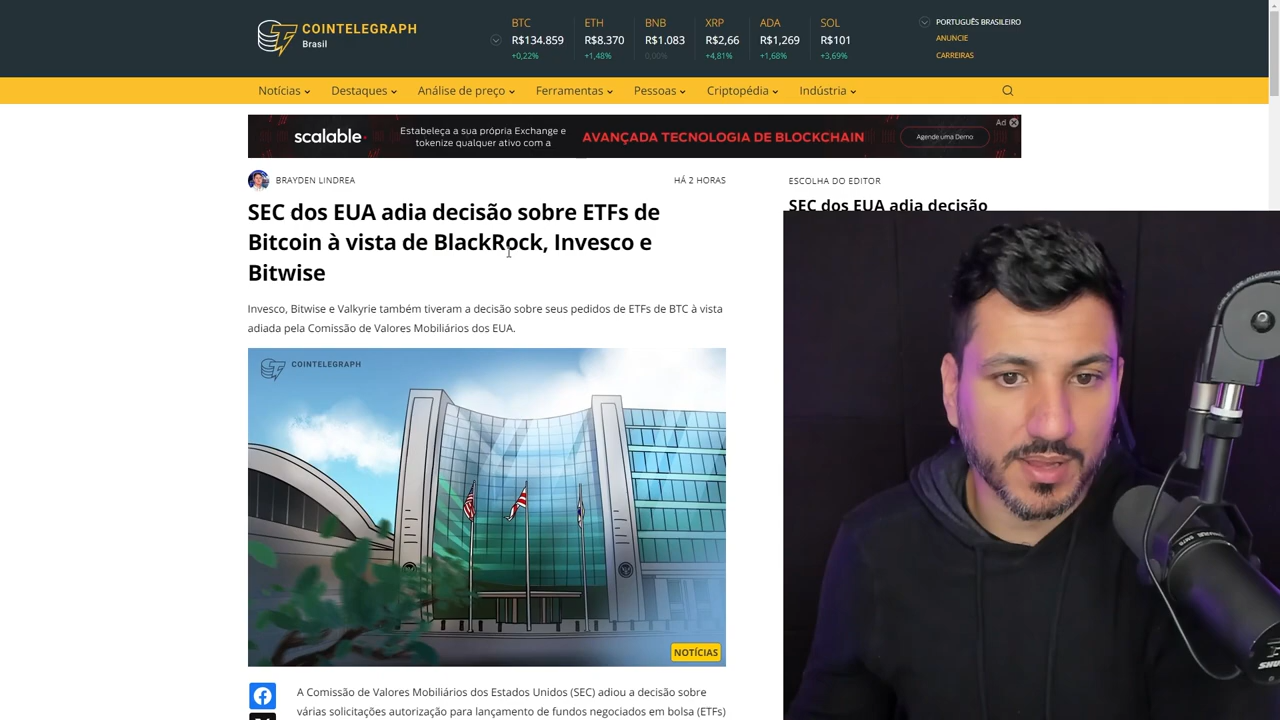 COINTELEGRAPH
Brasil
BTC
R$134.859
+0,22%
ETH
R$8.370
+1,48%
BNB
R$1.083
0,00%
XRP
R$2,66
+4,81%
ADA
R$1,269
+1,68%
SOL
R$101
+3,69%
PORTUGUÊS BRASILEIRO
ANUNCIE
CARREIRAS
Notícias
Destaques
Análise de preço
Ferramentas
Pessoas
Criptopédia
Indústria
scalable
Estabeleça a sua própria Exchange e
tokenize qualquer ativo com a
AVANÇADA TECNOLOGIA DE BLOCKCHAIN
Agende uma Demo
Ad
BRAYDEN LINDREA
HÁ 2 HORAS
SEC dos EUA adia decisão sobre ETFs de
Bitcoin à vista de BlackRock, Invesco e
Bitwise
Invesco, Bitwise e Valkyrie também tiveram a decisão sobre seus pedidos de ETFs de BTC à vista
adiada pela Comissão de Valores Mobiliários dos EUA.
COINTELEGRAPH
NOTÍCIAS
A Comissão de Valores Mobiliários dos Estados Unidos (SEC) adiou a decisão sobre
várias solicitações autorização para lançamento de fundos negociados em bolsa (ETFs)
ESCOLHA DO EDITOR
SEC dos EUA adia decisão